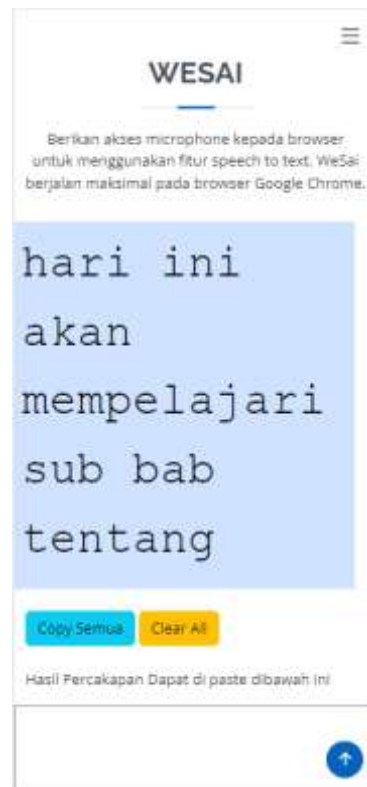 WESAI
Berikan akses microphone kepada browser
untuk menggunakan fitur speech to text. WeSai
berjalan maksimal pada browser Google Chrome.
hari ini
akan
mempelajari
sub bab
tentang
Copy Semua Clear All
Hasil Percakapan Dapat di paste dibawah ini